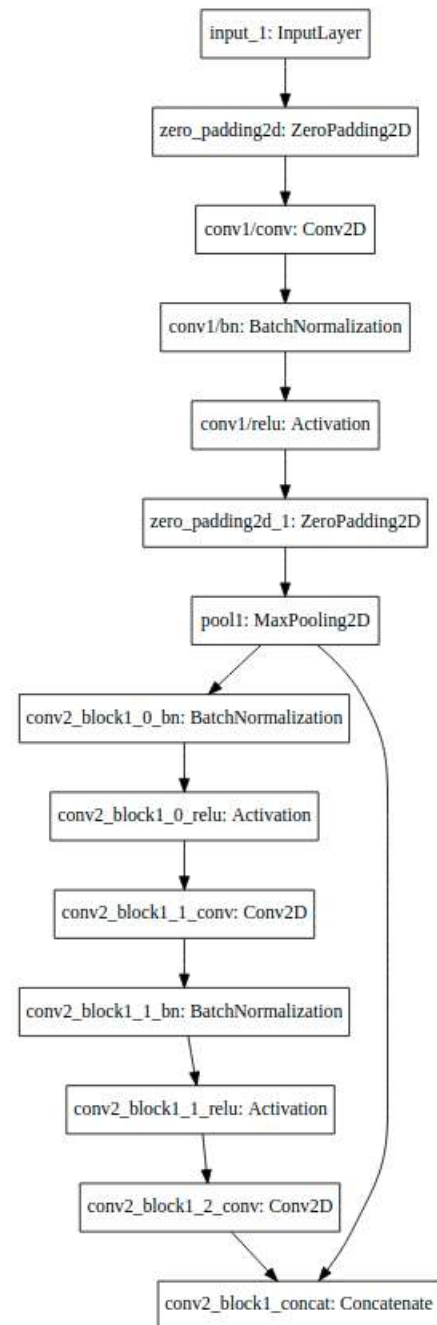 input_1: InputLayer
zero_padding2d: ZeroPadding2D
conv1/conv: Conv2D
conv1/bn: BatchNormalization
conv1/relu: Activation
zero_padding2d_1: ZeroPadding2D
pool1: MaxPooling2D
conv2_block1_0_bn: BatchNormalization
conv2_block1_0_relu: Activation
conv2_block1_1_conv: Conv2D
conv2_block1_1_bn: BatchNormalization
conv2_block1_1_relu: Activation
conv2_block1_2_conv: Conv2D
conv2_block1_concat: Concatenate